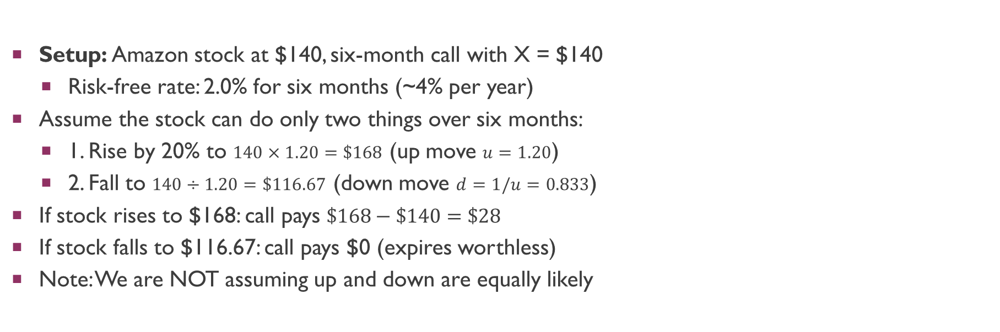 ▪ Setup: Amazon stock at $140, six-month call with X = $140
▪ Risk-free rate: 2.0% for six months (~4% per year)
▪ Assume the stock can do only two things over six months:
▪ 1. Rise by 20% to 140 × 1.20 = $168 (up move u = 1.20)
▪ 2. Fall to 140 ÷ 1.20 = $116.67 (down move d = 1/u = 0.833)
▪ If stock rises to $168: call pays $168 − $140 = $28
▪ If stock falls to $116.67: call pays $0 (expires worthless)
▪ Note: We are NOT assuming up and down are equally likely